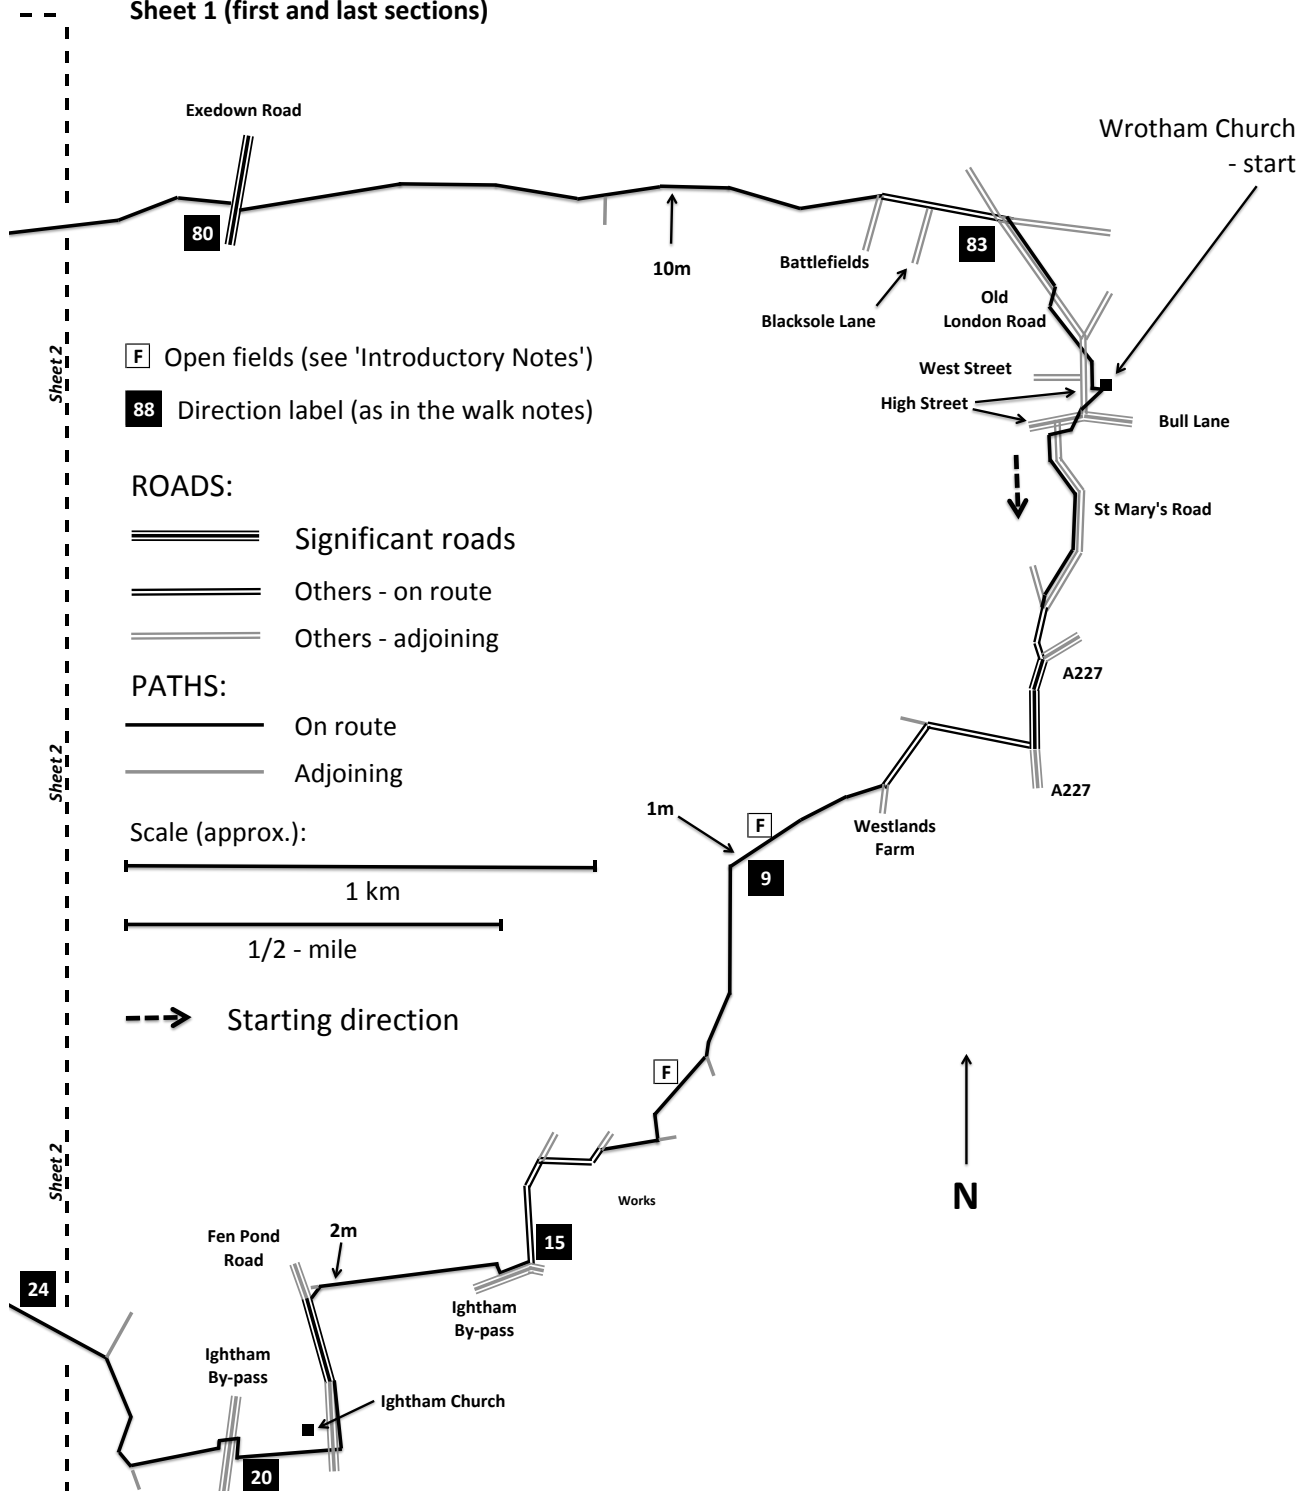 Sheet 1 (first and last sections)
Exedown Road
Wrotham Church
- start
80
83
10m
Battlefields
Blacksole Lane
Old
London Road
West Street
High Street
Bull Lane
St Mary's Road
A227
A227
F Open fields (see 'Introductory Notes')
88 Direction label (as in the walk notes)
ROADS:
Significant roads
Others - on route
Others - adjoining
PATHS:
On route
Adjoining
Scale (approx.):
1 km
1/2 - mile
Starting direction
Sheet 2
Sheet 2
Sheet 2
1m
F
9
Westlands
Farm
F
N
Works
15
Fen Pond
Road
2m
Ightham
By-pass
24
Ightham
By-pass
Ightham Church
20